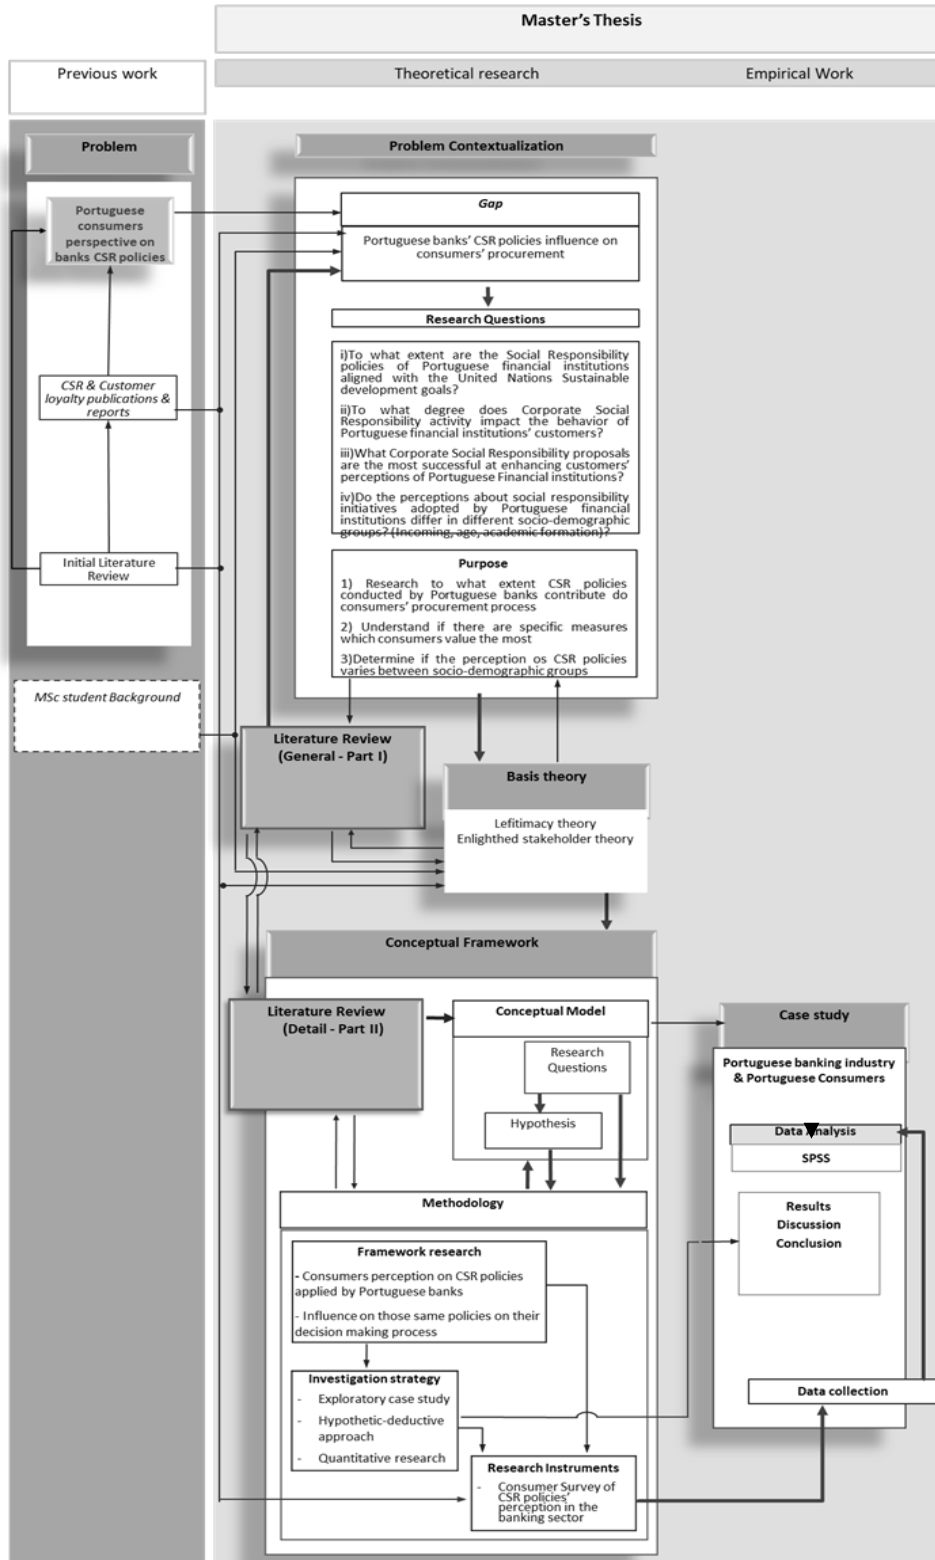 Master's Thesis
Previous work
Theoretical research
Empirical Work
Problem
Portuguese
consumers
perspective on
banks CSR policies
CSR & Customer
loyalty publications &
reports
Initial Literature
Review
MSc student Background
Problem Contextualization
Gap
Portuguese banks' CSR policies influence on
consumers' procurement
Research Questions
i)To what extent are the Social Responsibility
policies of Portuguese financial institutions
aligned with the United Nations Sustainable
development goals?
ii)To what degree does Corporate Social
Responsibility activity impact the behavior of
Portuguese financial institutions' customers?
iii)What Corporate Social Responsibility proposals
are the most successful at enhancing customers'
perceptions of Portuguese Financial institutions?
iv)Do the perceptions about social responsibility
initiatives adopted by Portuguese financial
institutions differ in different socio-demographic
groups? (Incoming, age, academic formation)?
Purpose
1) Research to what extent CSR policies
conducted by Portuguese banks contribute do
consumers' procurement process
2) Understand if there are specific measures
which consumers value the most
3)Determine if the perception os CSR policies
varies between socio-demographic groups
Literature Review
(General - Part I)
Basis theory
Lefitimacy theory
Enlighthed stakeholder theory
Conceptual Framework
Literature Review
(Detail - Part II)
Conceptual Model
Research
Questions
Hypothesis
Methodology
Framework research
- Consumers perception on CSR policies
applied by Portuguese banks
- Influence on those same policies on their
decision making process
Investigation strategy
- Exploratory case study
- Hypothetic-deductive
approach
- Quantitative research
Research Instruments
- Consumer Survey of
CSR policies'
perception in the
banking sector
Case study
Portuguese banking industry
& Portuguese Consumers
Data Analysis
SPSS
Results
Discussion
Conclusion
Data collection